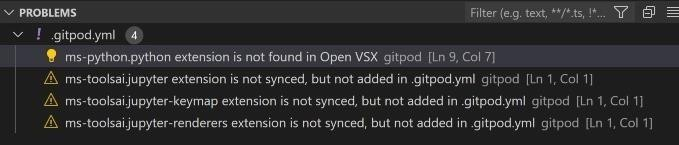 PROBLEMS
Filter (e.g. text, **/*.ts, !*...
.gitpod.yml 4
ms-python.python extension is not found in Open VSX gitpod [Ln 9, Col 7]
ms-toolsai.jupyter extension is not synced, but not added in .gitpod.yml gitpod [Ln 1, Col 1]
ms-toolsai.jupyter-keymap extension is not synced, but not added in .gitpod.yml gitpod [Ln 1, Col 1]
ms-toolsai.jupyter-renderers extension is not synced, but not added in .gitpod.yml gitpod [Ln 1, Col 1]